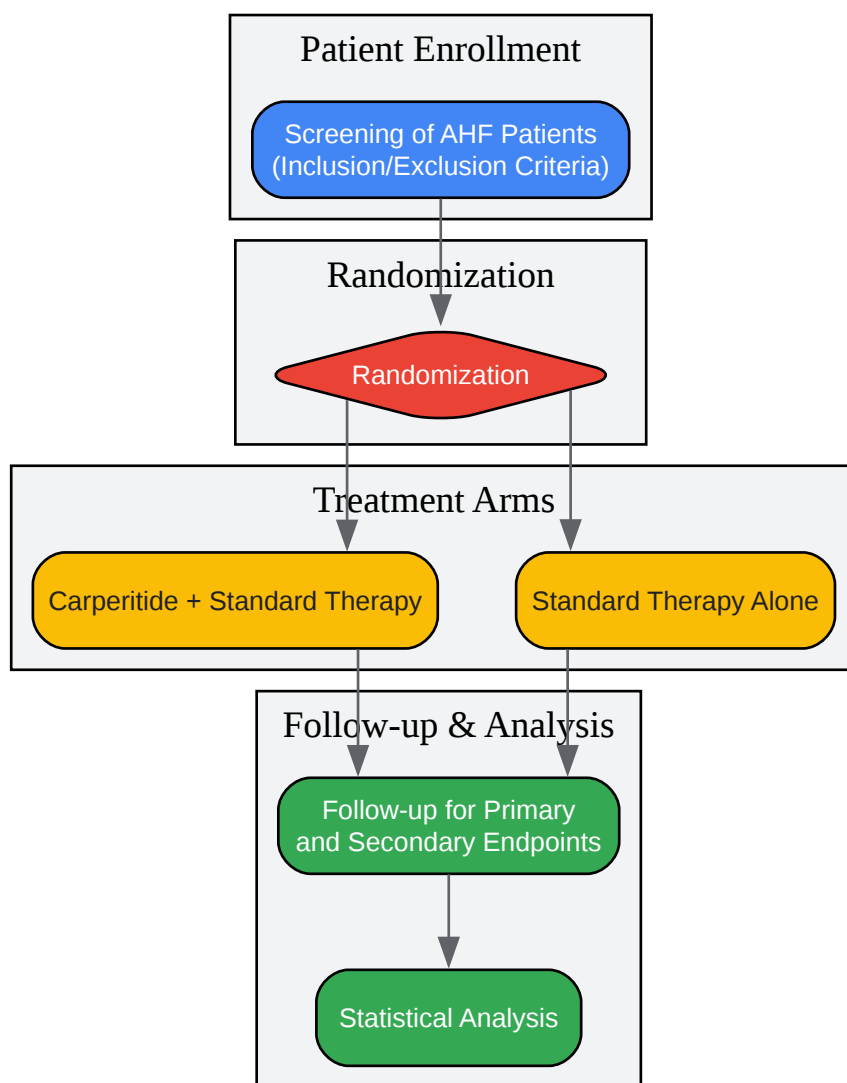 Patient Enrollment
Screening of AHF Patients
(Inclusion/Exclusion Criteria)
Randomization
Randomization
Treatment Arms
Carperitide + Standard Therapy
Standard Therapy Alone
Follow-up & Analysis
Follow-up for Primary
and Secondary Endpoints
Statistical Analysis